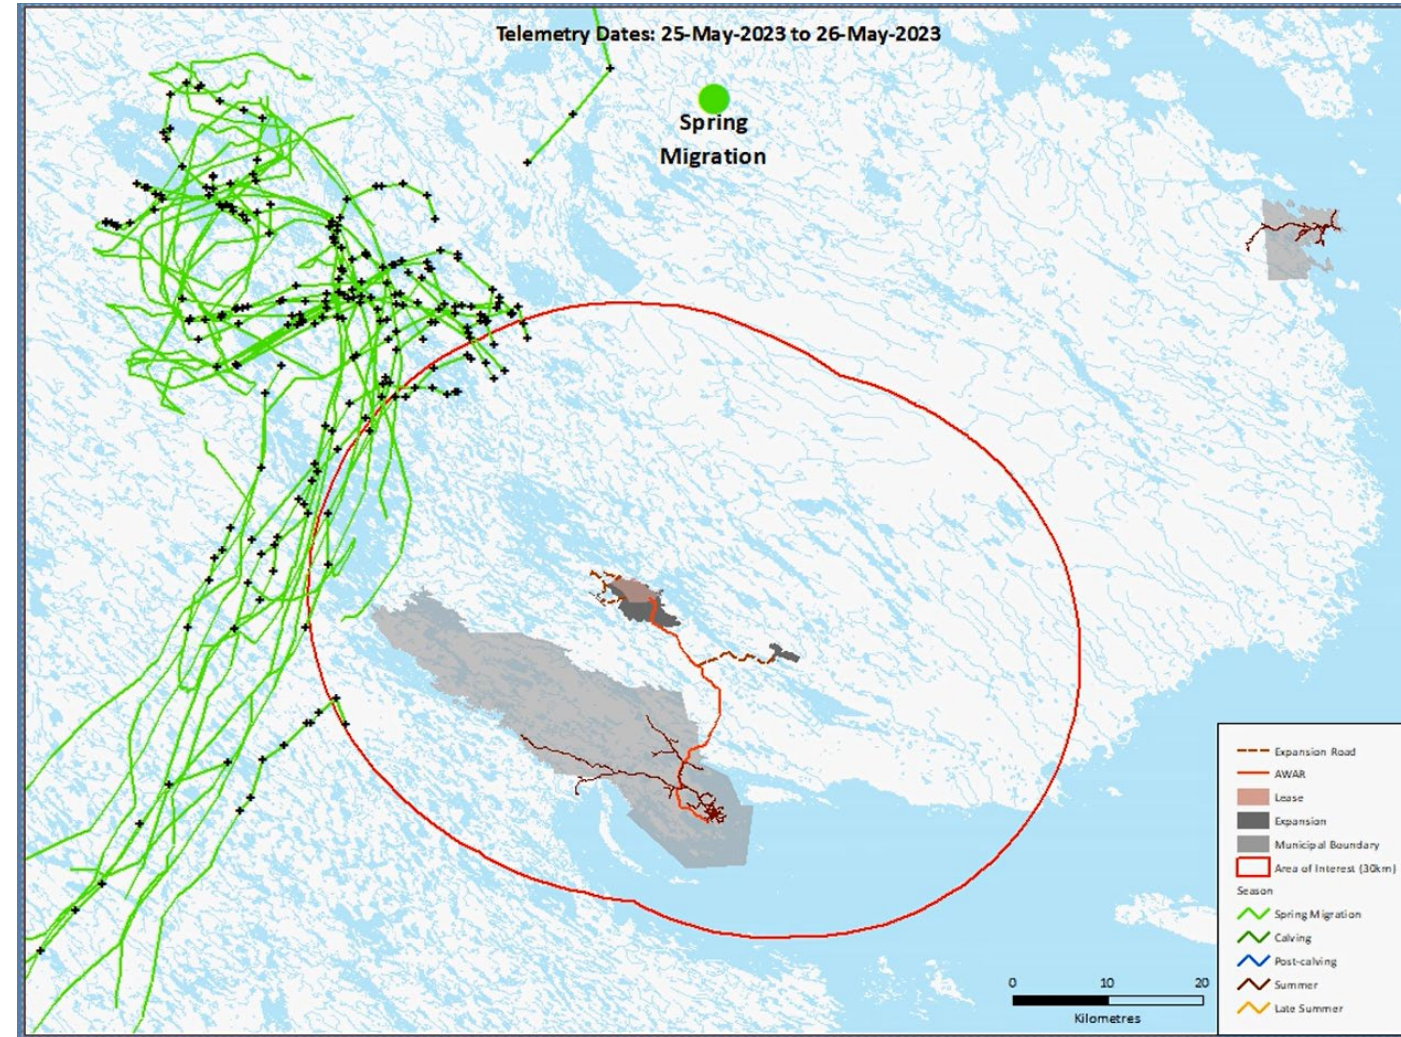 Telemetry Dates: 25-May-2023 to 26-May-2023
Spring
Migration
Expansion Road
AWAR
Lease
Expansion
Municipal Boundary
Area of Interest (30km)
Season
Spring Migration
Calving
Post-calving
Summer
Late Summer
0 10 20
Kilometres